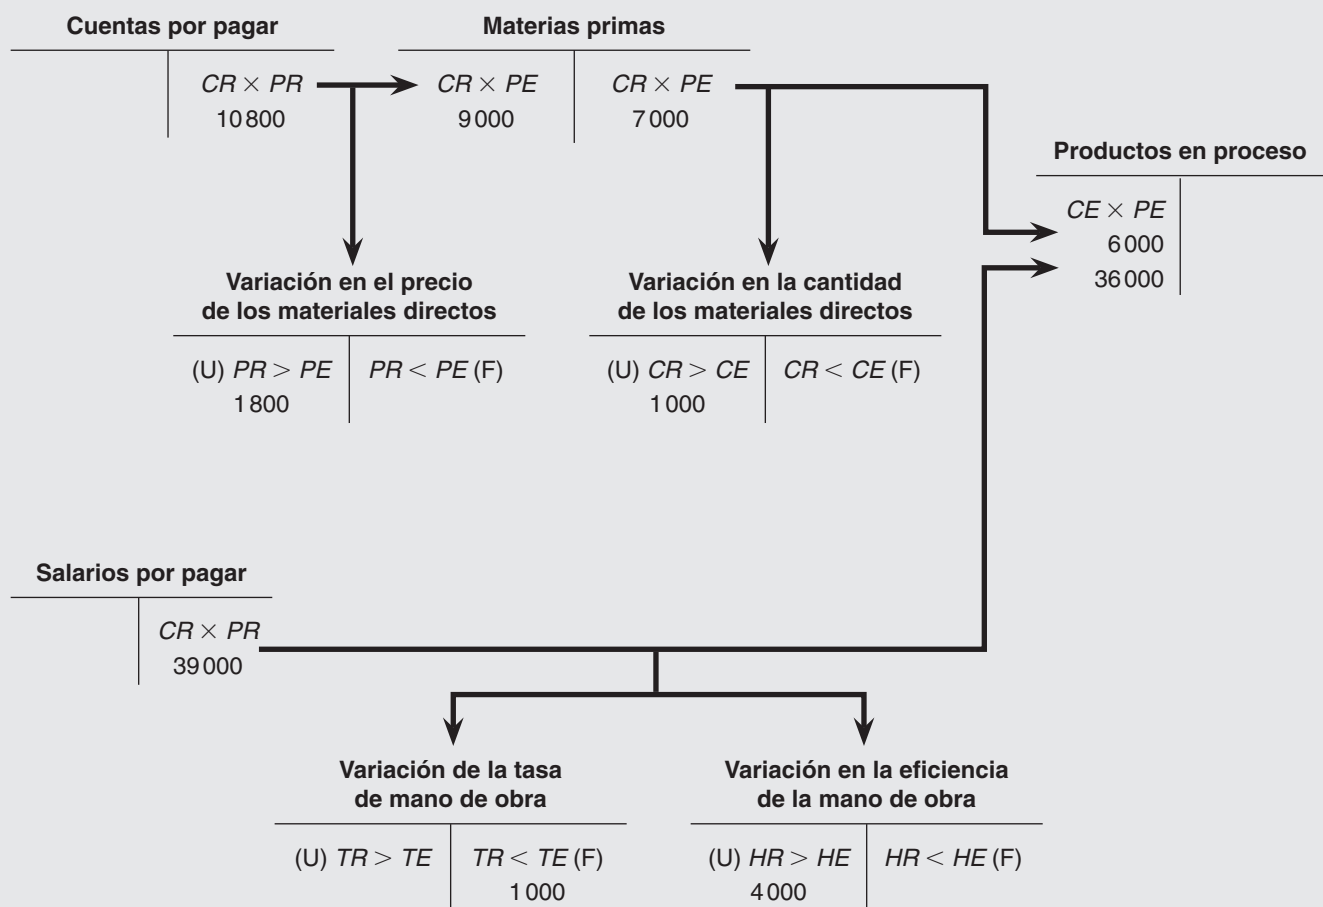 Cuentas por pagar
CR × PR
10 800
Materias primas
CR × PE
9 000
CR × PE
7 000
Productos en proceso
CE × PE
6 000
36 000
Variación en el precio
de los materiales directos
(U) PR > PE
1 800
PR < PE (F)
Variación en la cantidad
de los materiales directos
(U) CR > CE
1 000
CR < CE (F)
Salarios por pagar
CR × PR
39 000
Variación de la tasa
de mano de obra
(U) TR > TE
TR < TE (F)
1 000
Variación en la eficiencia
de la mano de obra
(U) HR > HE
4 000
HR < HE (F)